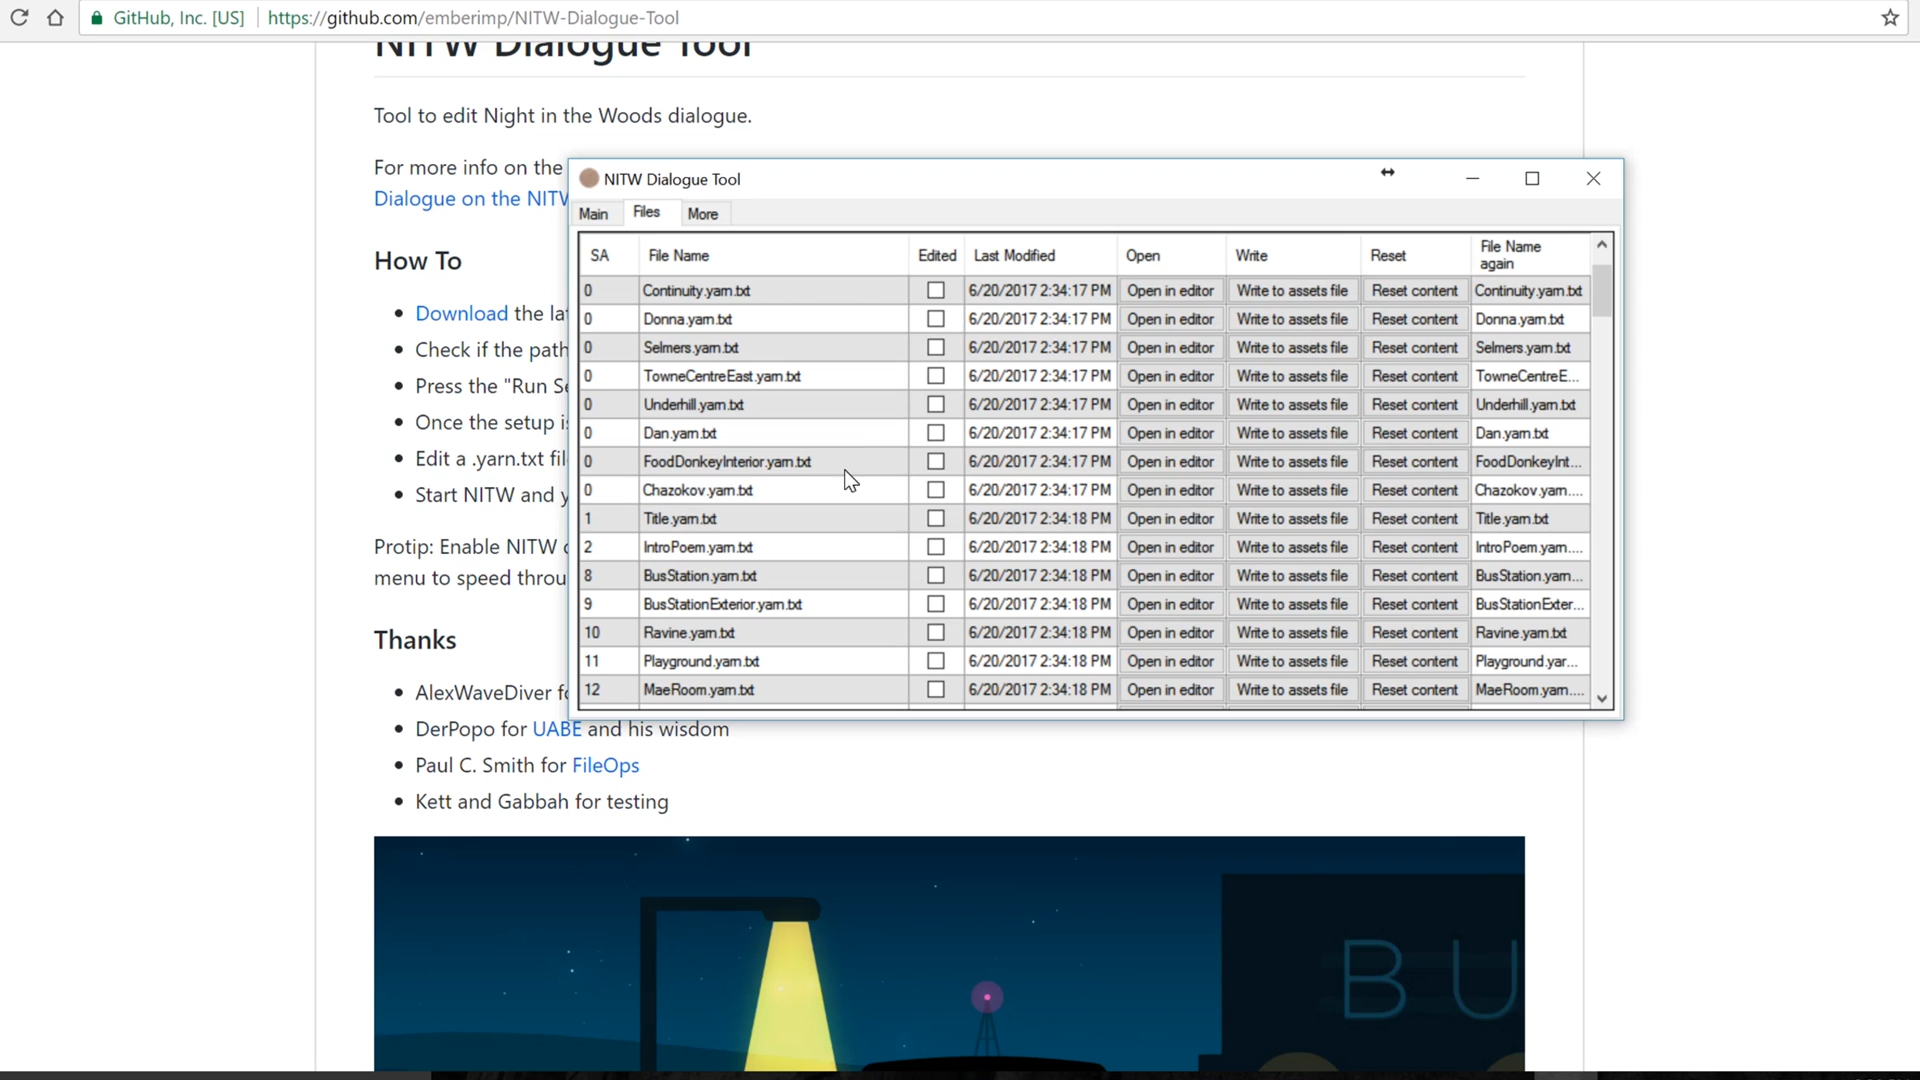 GitHub, Inc. [US] https://github.com/emberimp/NITW-Dialogue-Tool
NITW Dialogue Tool
Tool to edit Night in the Woods dialogue.
For more info on the
Dialogue on the NITW
How To
Download the la
Check if the path
Press the "Run Se
Once the setup is
Edit a .yarn.txt fil
Start NITW and y
Protip: Enable NITW
menu to speed throu
Thanks
AlexWaveDiver fo
DerPopo for UABE and his wisdom
Paul C. Smith for FileOps
Kett and Gabbah for testing
NITW Dialogue Tool
Main Files More
SA File Name Edited Last Modified Open Write Reset File Name again
0 Continuity.yarn.txt 6/20/2017 2:34:17 PM Open in editor Write to assets file Reset content Continuity.yarn.txt
0 Donna.yarn.txt 6/20/2017 2:34:17 PM Open in editor Write to assets file Reset content Donna.yarn.txt
0 Selmers.yarn.txt 6/20/2017 2:34:17 PM Open in editor Write to assets file Reset content Selmers.yarn.txt
0 TowneCentreEast.yarn.txt 6/20/2017 2:34:17 PM Open in editor Write to assets file Reset content TowneCentreE...
0 Underhill.yarn.txt 6/20/2017 2:34:17 PM Open in editor Write to assets file Reset content Underhill.yarn.txt
0 Dan.yarn.txt 6/20/2017 2:34:17 PM Open in editor Write to assets file Reset content Dan.yarn.txt
0 FoodDonkeyInterior.yarn.txt 6/20/2017 2:34:17 PM Open in editor Write to assets file Reset content FoodDonkeyInt...
0 Chazokov.yarn.txt 6/20/2017 2:34:17 PM Open in editor Write to assets file Reset content Chazokov.yarn....
1 Title.yarn.txt 6/20/2017 2:34:18 PM Open in editor Write to assets file Reset content Title.yarn.txt
2 IntroPoem.yarn.txt 6/20/2017 2:34:18 PM Open in editor Write to assets file Reset content IntroPoem.yarn....
8 BusStation.yarn.txt 6/20/2017 2:34:18 PM Open in editor Write to assets file Reset content BusStation.yarn...
9 BusStationExterior.yarn.txt 6/20/2017 2:34:18 PM Open in editor Write to assets file Reset content BusStationExter...
10 Ravine.yarn.txt 6/20/2017 2:34:18 PM Open in editor Write to assets file Reset content Ravine.yarn.txt
11 Playground.yarn.txt 6/20/2017 2:34:18 PM Open in editor Write to assets file Reset content Playground.yar...
12 MaeRoom.yarn.txt 6/20/2017 2:34:18 PM Open in editor Write to assets file Reset content MaeRoom.yarn....
BU